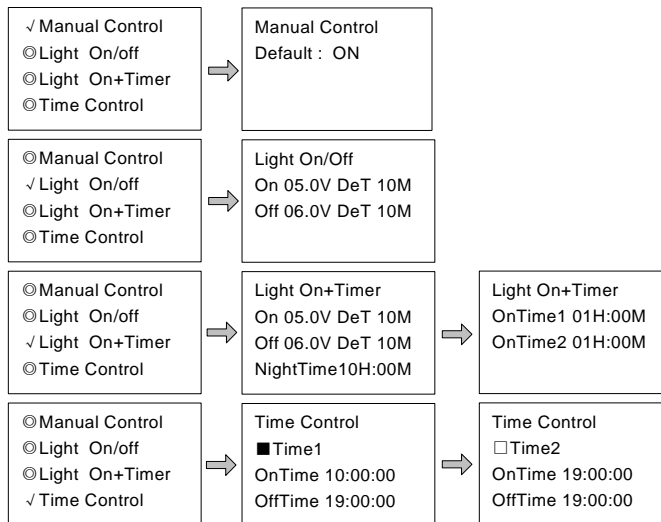 √Manual Control
◎Light On/off
◎Light On+Timer
◎Time Control
Manual Control
Default : ON
◎Manual Control
√Light On/off
◎Light On+Timer
◎Time Control
Light On/Off
On 05.0V DeT 10M
Off 06.0V DeT 10M
◎Manual Control
◎Light On/off
√Light On+Timer
◎Time Control
Light On+Timer
On 05.0V DeT 10M
Off 06.0V DeT 10M
NightTime10H:00M
Light On+Timer
OnTime1 01H:00M
OnTime2 01H:00M
◎Manual Control
◎Light On/off
◎Light On+Timer
√Time Control
Time Control
■Time1
OnTime 10:00:00
OffTime 19:00:00
Time Control
□Time2
OnTime 19:00:00
OffTime 19:00:00